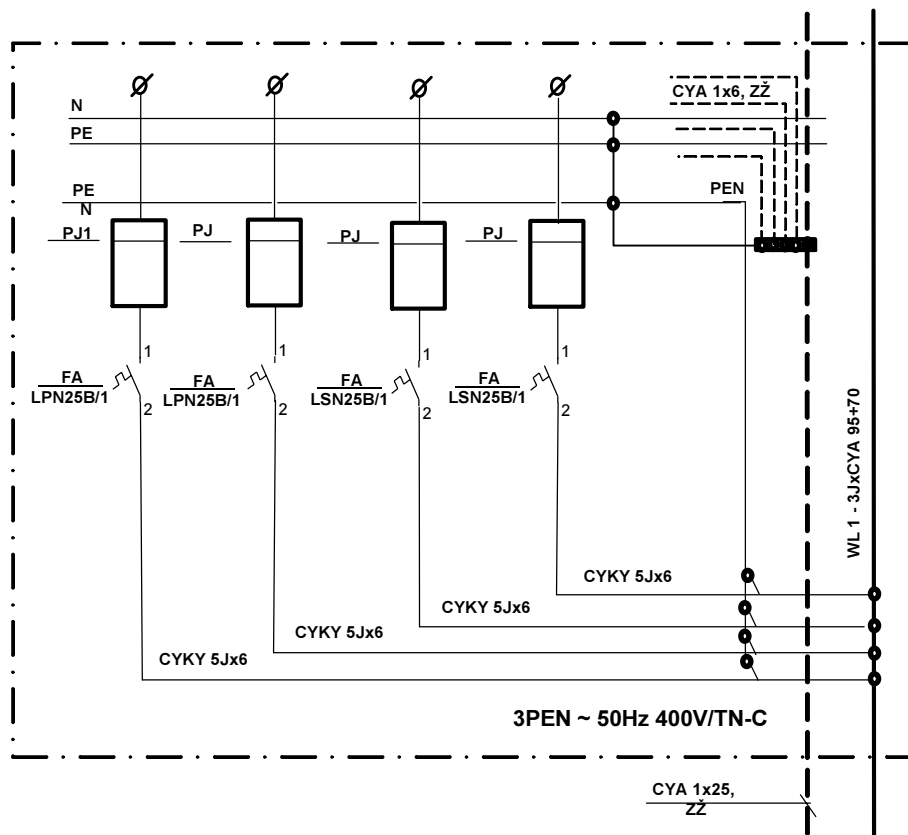 CYA 1x6, ZŽ
N
PE
PE
N
PEN
PJ1
PJ
PJ
PJ
1
1
1
1
FA
LPN25B/1
FA
LPN25B/1
FA
LSN25B/1
FA
LSN25B/1
2
2
2
2
WL 1 - 3JxCYA 95+70
CYKY 5Jx6
CYKY 5Jx6
CYKY 5Jx6
CYKY 5Jx6
3PEN ~ 50Hz 400V/TN-C
CYA 1x25,
ZŽ